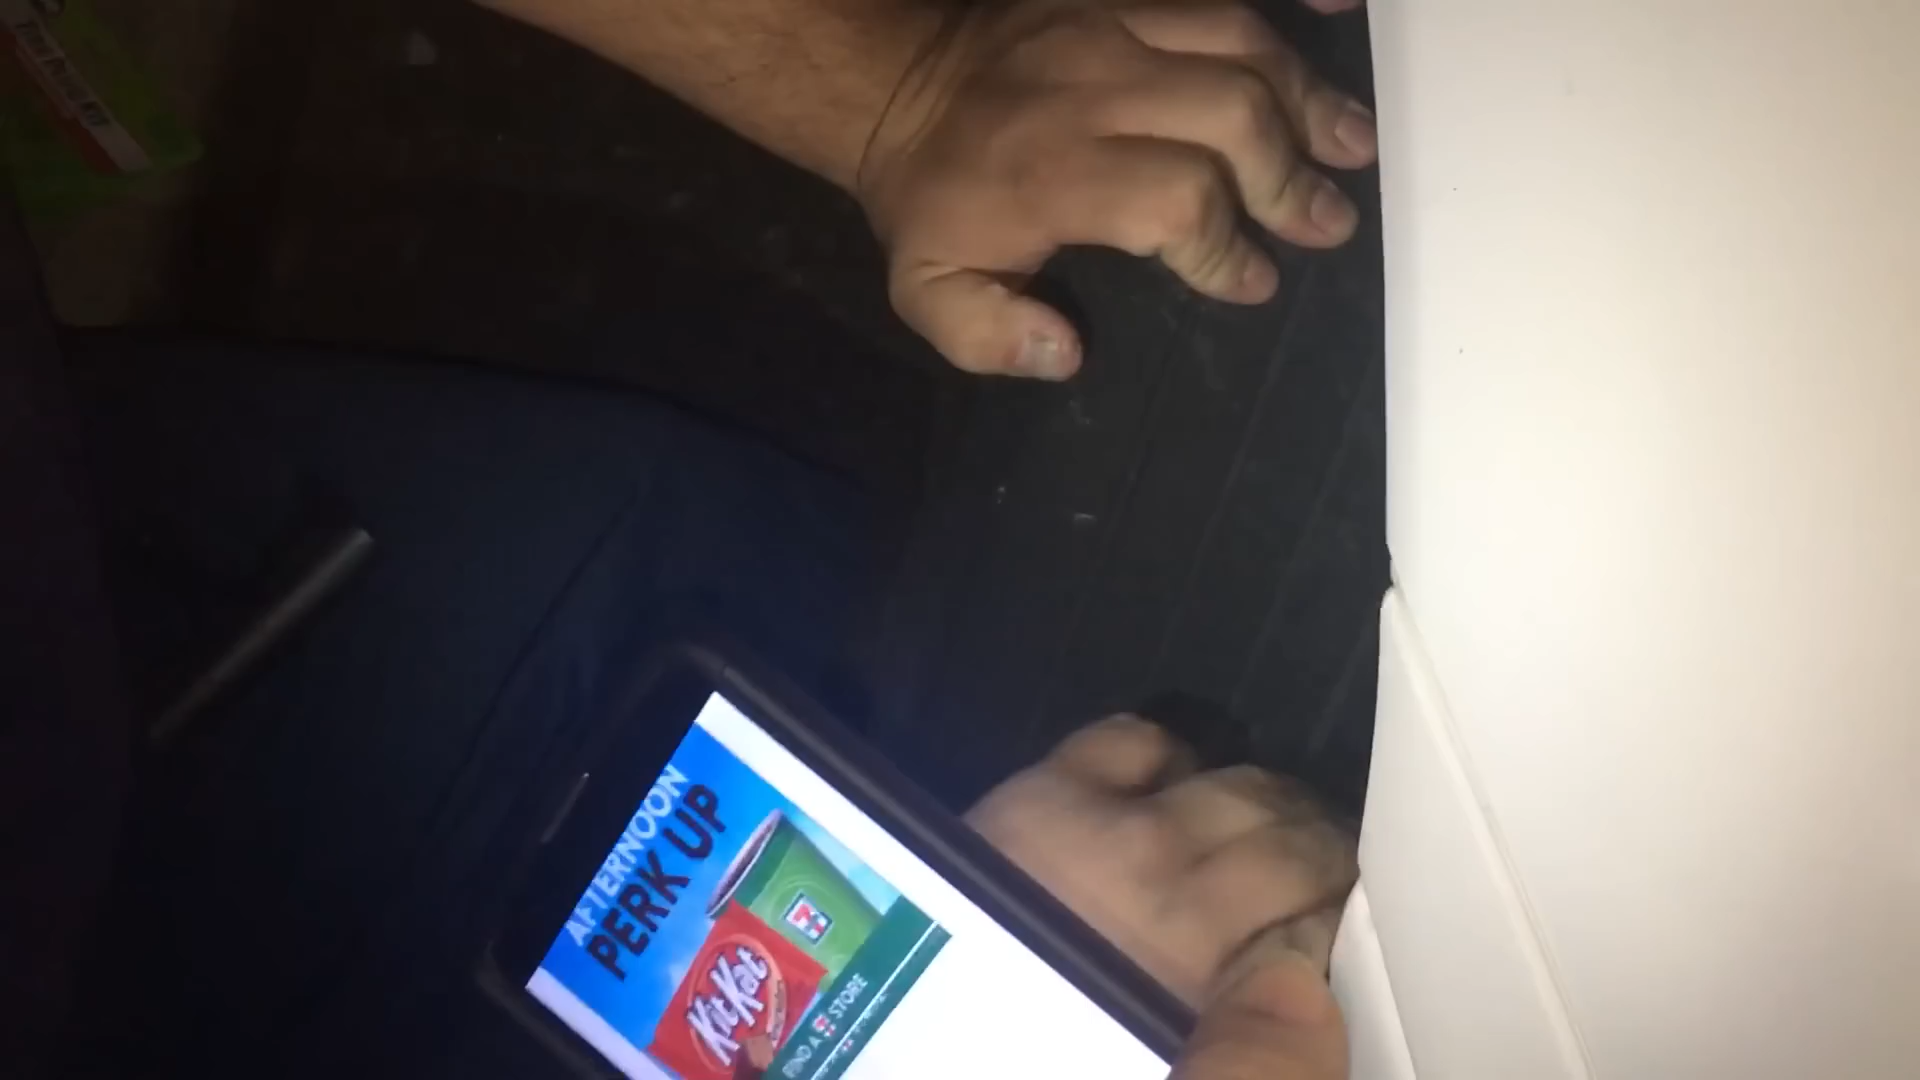 AFTERNOON
PERK UP
7
KitKat
FIND A 7 STORE